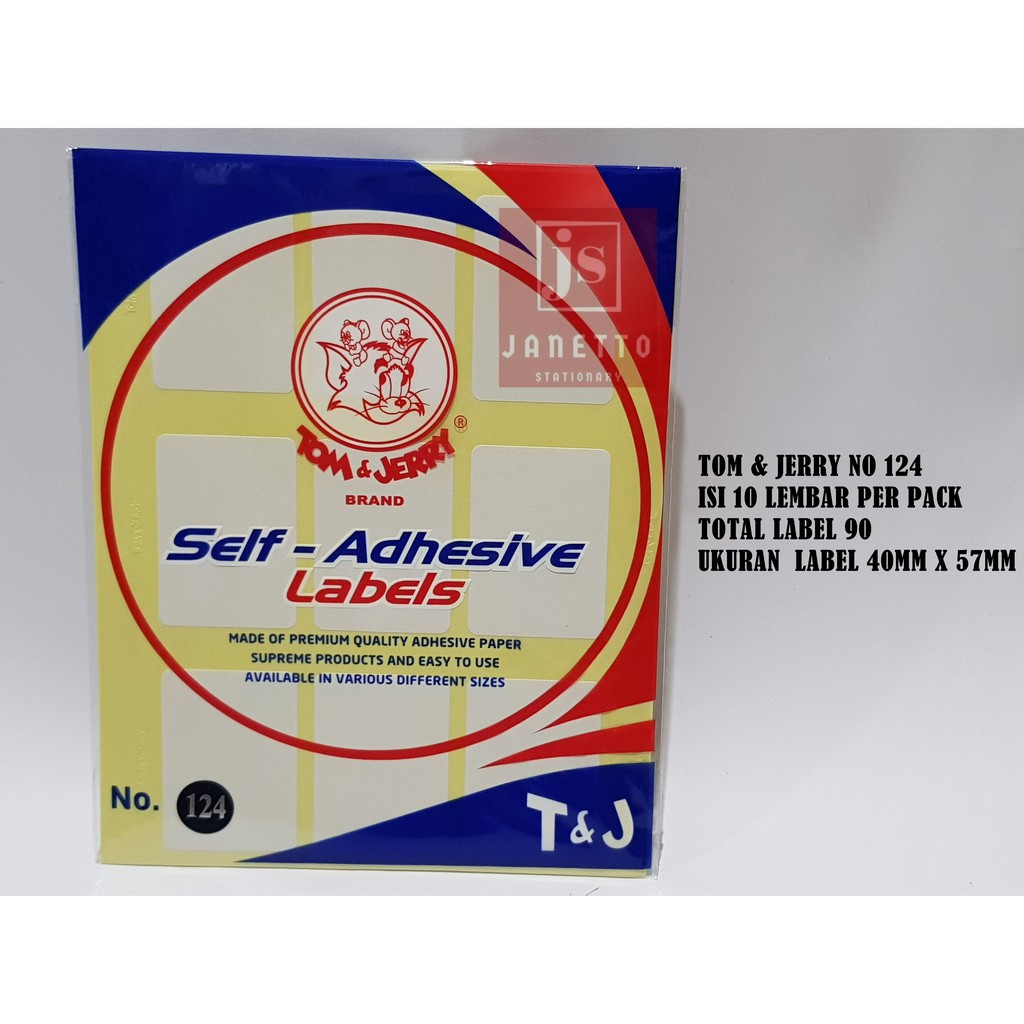 js
JANETTO
STATIONARY
TOM & JERRY ®
BRAND
Self - Adhesive
Labels
MADE OF PREMIUM QUALITY ADHESIVE PAPER
SUPREME PRODUCTS AND EASY TO USE
AVAILABLE IN VARIOUS DIFFERENT SIZES
No. 124
T&J
TOM & JERRY NO 124
ISI 10 LEMBAR PER PACK
TOTAL LABEL 90
UKURAN LABEL 40MM X 57MM